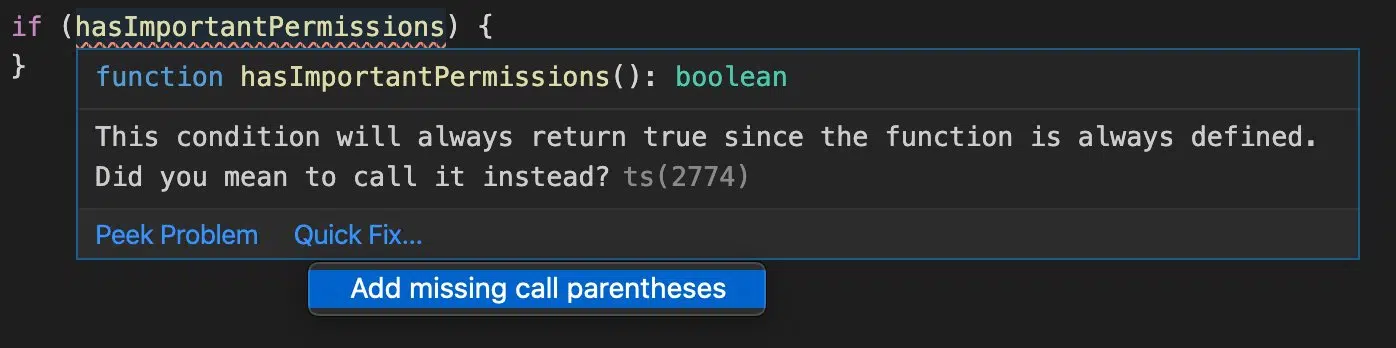 if (hasImportantPermissions) {
}
function hasImportantPermissions(): boolean
This condition will always return true since the function is always defined.
Did you mean to call it instead? ts(2774)
Peek Problem Quick Fix...
Add missing call parentheses